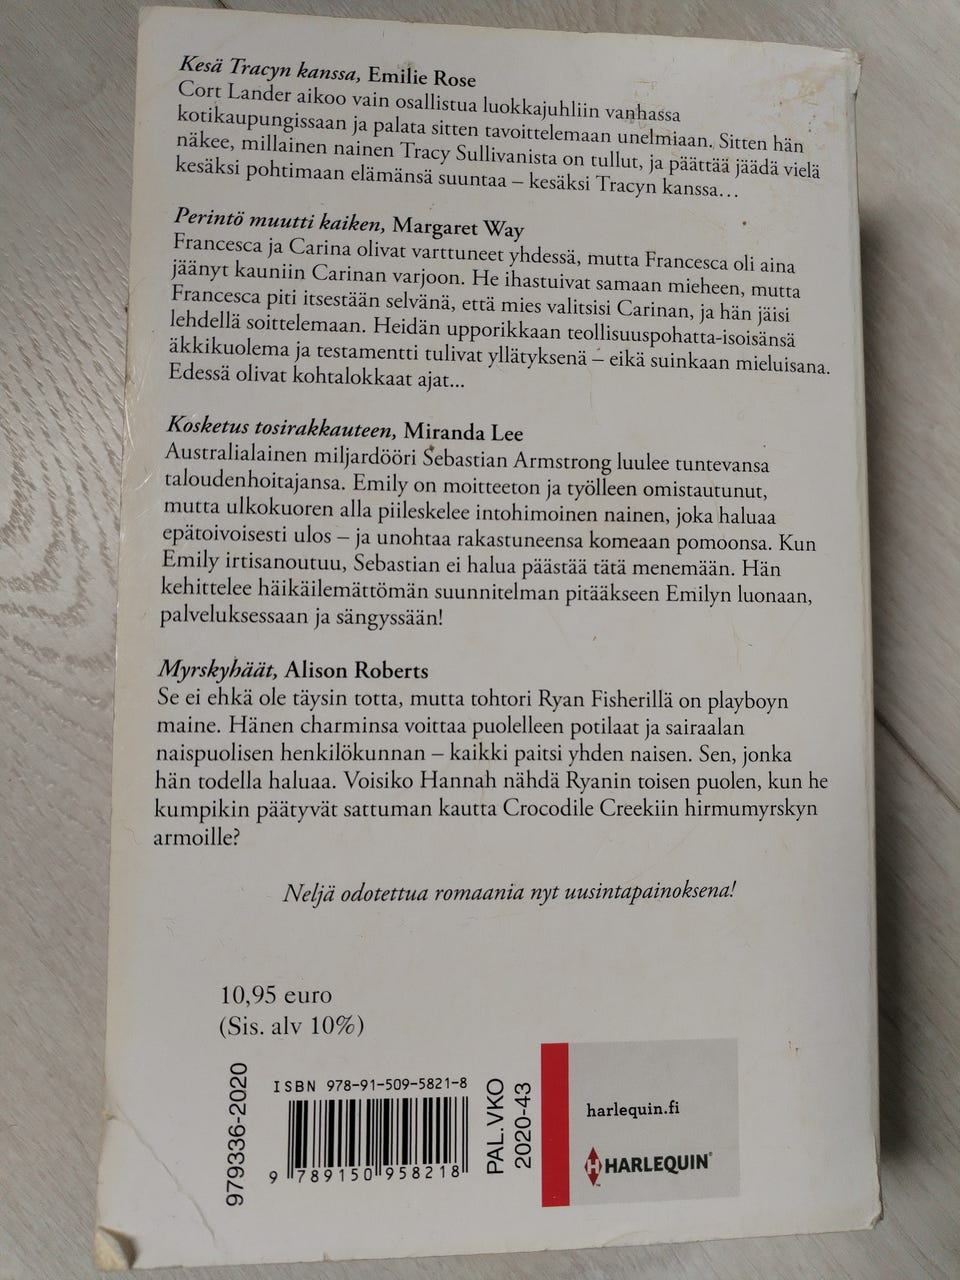 Kesä Tracyn kanssa, Emilie Rose
Cort Lander aikoo vain osallistua luokkajuhliin vanhassa
kotikaupungissaan ja palata sitten tavoittelemaan unelmiaan. Sitten hän
näkee, millainen nainen Tracy Sullivanista on tullut, ja päättää jäädä vielä
kesäksi pohtimaan elämänsä suuntaa – kesäksi Tracyn kanssa...
Perintö muutti kaiken, Margaret Way
Francesca ja Carina olivat varttuneet yhdessä, mutta Francesca oli aina
jäänyt kauniin Carinan varjoon. He ihastuivat samaan mieheen, mutta
Francesca piti itsestään selvänä, että mies valitsisi Carinan, ja hän jäisi
lehdellä soittelemaan. Heidän upporikkaan teollisuuspohatta-isoisänsä
äkkikuolema ja testamentti tulivat yllätyksenä – eikä suinkaan mieluisana.
Edessä olivat kohtalokkaat ajat...
Kosketus tosirakkauteen, Miranda Lee
Australialainen miljardööri Sebastian Armstrong luulee tuntevansa
taloudenhoitajansa. Emily on moitteeton ja työlleen omistautunut,
mutta ulkokuoren alla piileskelee intohimoinen nainen, joka haluaa
epätoivoisesti ulos – ja unohtaa rakastuneensa komeaan pomoonsa. Kun
Emily irtisanoutuu, Sebastian ei halua päästää tätä menemään. Hän
kehittelee häikäilemättömän suunnitelman pitääkseen Emilyn luonaan,
palveluksessaan ja sängyssään!
Myrskyhäät, Alison Roberts
Se ei ehkä ole täysin totta, mutta tohtori Ryan Fisherillä on playboyn
maine. Hänen charminsa voittaa puolelleen potilaat ja sairaalan
naispuolisen henkilökunnan – kaikki paitsi yhden naisen. Sen, jonka
hän todella haluaa. Voisiko Hannah nähdä Ryanin toisen puolen, kun he
kumpikin päätyvät sattuman kautta Crocodile Creekiin hirmumyrskyn
armoille?
Neljä odotettua romaania nyt uusintapainoksena!
10,95 euro
(Sis. alv 10%)
979336-2020
ISBN 978-91-509-5821-8
9 789150 958218
PAL. VKO
2020-43
harlequin.fi
H HARLEQUIN®